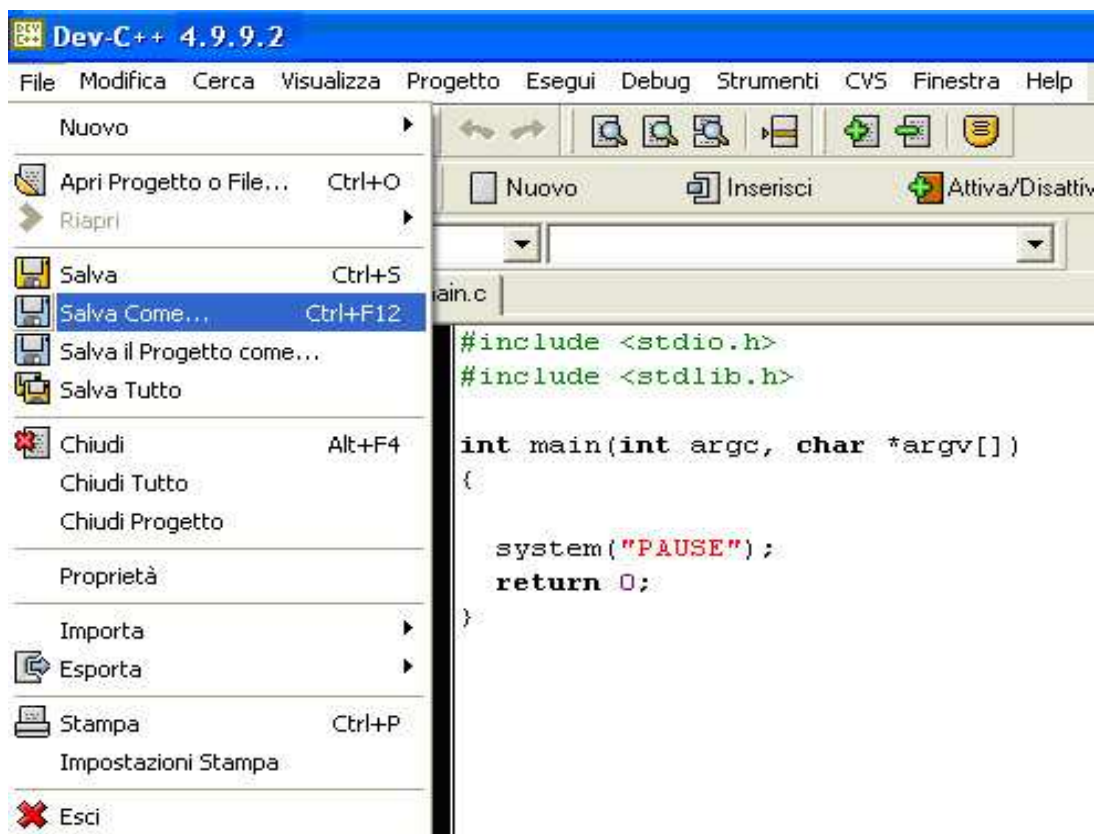 Dev-C++ 4.9.9.2
File Modifica Cerca Visualizza Progetto Esegui Debug Strumenti CVS Finestra Help
Nuovo
Apri Progetto o File... Ctrl+O
Riapri
Salva Ctrl+S
Salva Come... Ctrl+F12
Salva il Progetto come...
Salva Tutto
Chiudi Alt+F4
Chiudi Tutto
Chiudi Progetto
Proprietà
Importa
Esporta
Stampa Ctrl+P
Impostazioni Stampa
Esci
Nuovo Inserisci Attiva/Disattiv
ain.c
#include <stdio.h>
#include <stdlib.h>
int main(int argc, char *argv[])
{
system("PAUSE");
return 0;
}